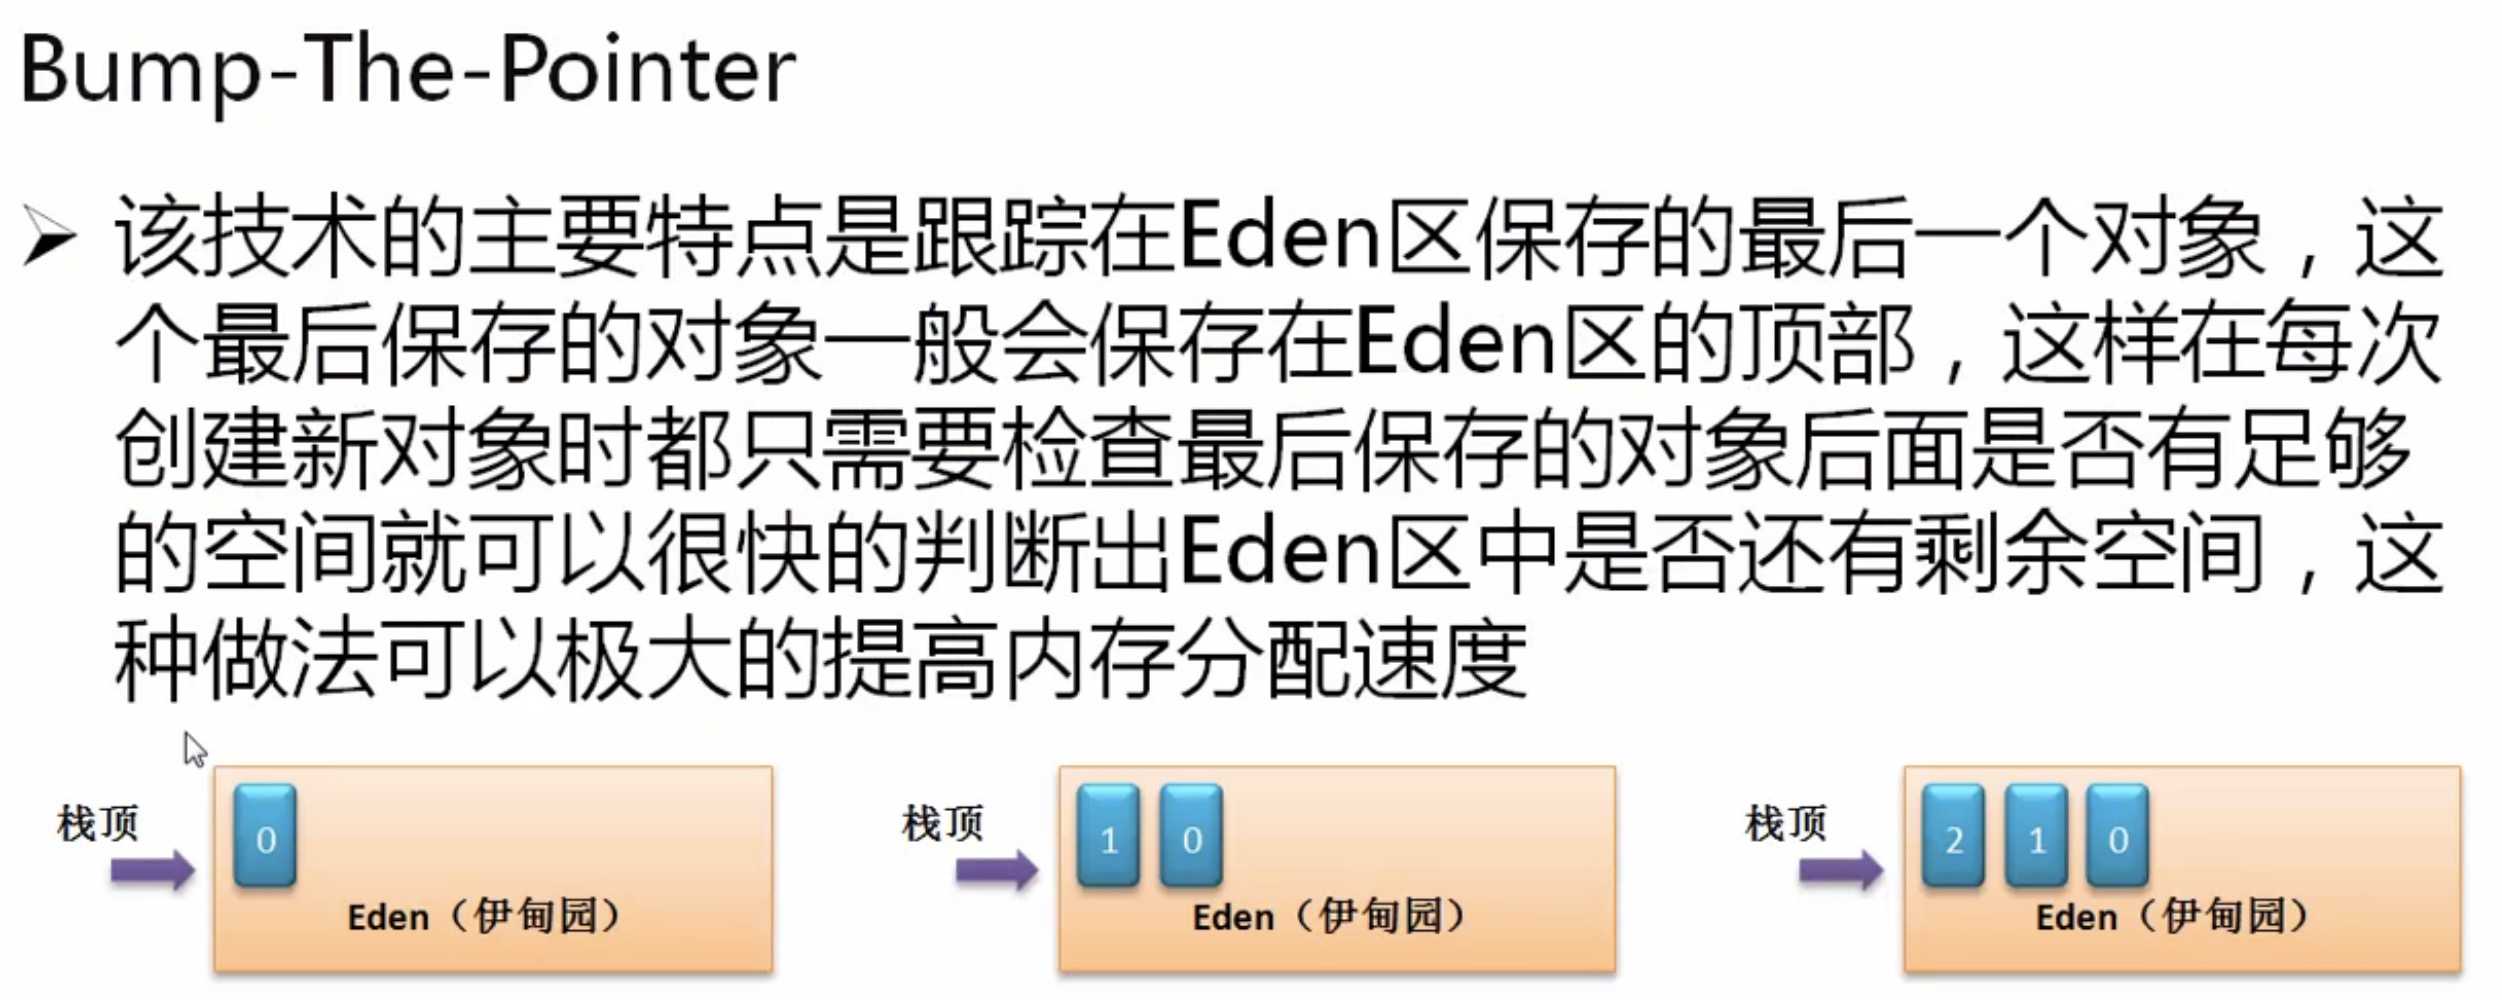 Bump-The-Pointer
该技术的主要特点是跟踪在Eden区保存的最后一个对象，这
个最后保存的对象一般会保存在Eden区的顶部，这样在每次
创建新对象时都只需要检查最后保存的对象后面是否有足够
的空间就可以很快的判断出Eden区中是否还有剩余空间，这
种做法可以极大的提高内存分配速度
栈顶
0
Eden（伊甸园）
栈顶
1 0
Eden（伊甸园）
栈顶
2 1 0
Eden（伊甸园）